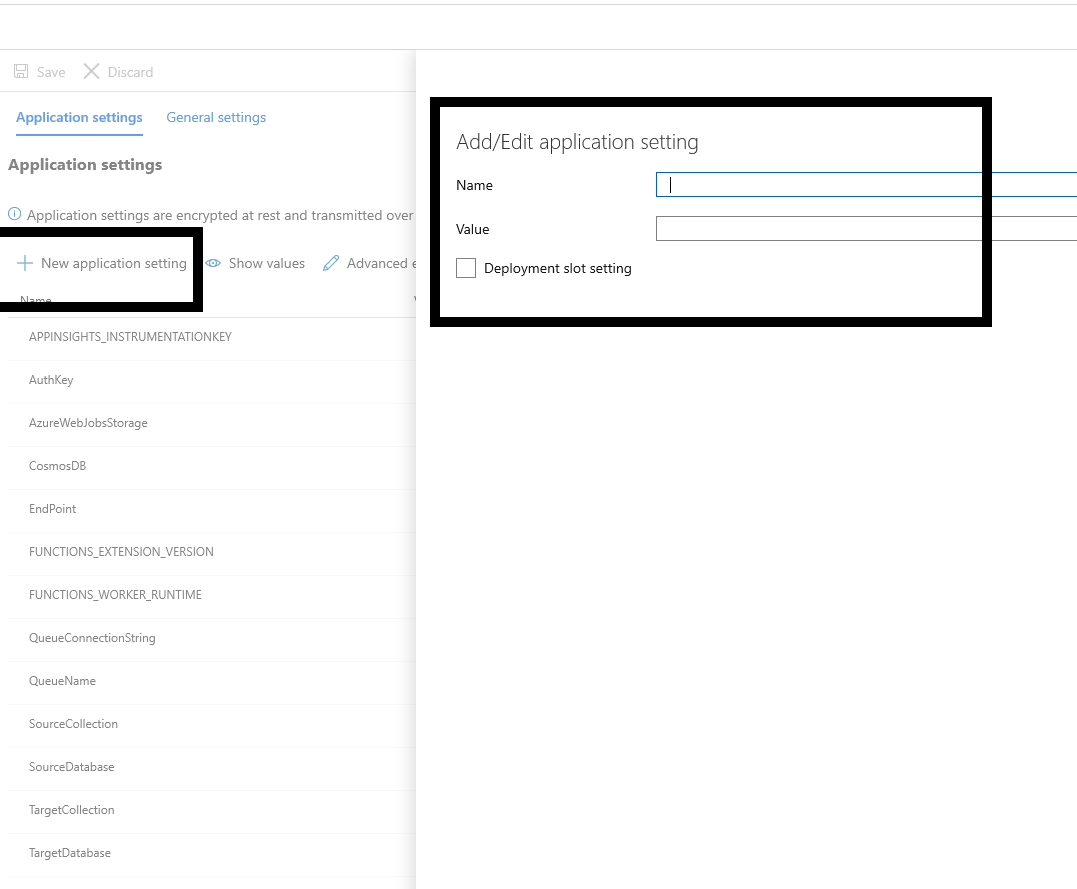 Save Discard
Application settings General settings
Application settings
Application settings are encrypted at rest and transmitted over
New application setting Show values Advanced e
Name
APPINSIGHTS_INSTRUMENTATIONKEY
AuthKey
AzureWebJobsStorage
CosmosDB
EndPoint
FUNCTIONS_EXTENSION_VERSION
FUNCTIONS_WORKER_RUNTIME
QueueConnectionString
QueueName
SourceCollection
SourceDatabase
TargetCollection
TargetDatabase
Add/Edit application setting
Name
Value
Deployment slot setting